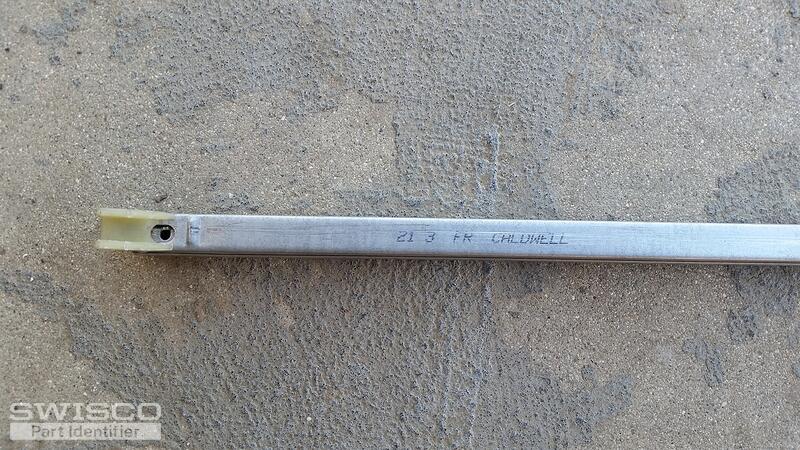 21 3 FR CALDWELL
SWISCO
Part Identifier